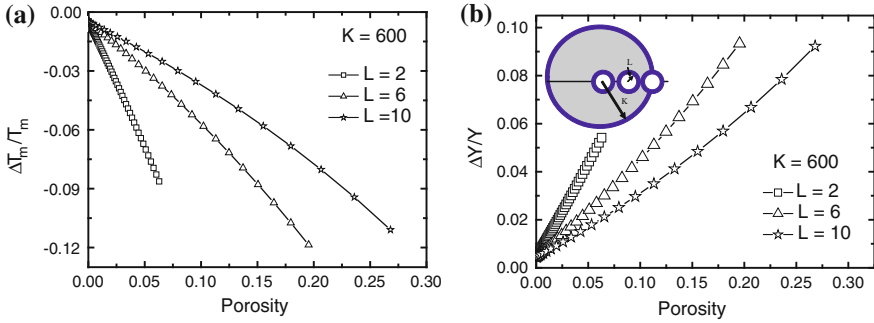 (a)
K = 600
L = 2
L = 6
L = 10
ΔTm/Tm
0.00
-0.03
-0.06
-0.09
-0.12
0.00 0.05 0.10 0.15 0.20 0.25 0.30
Porosity
(b)
L
K
K = 600
L = 2
L = 6
L = 10
ΔY/Y
0.10
0.08
0.06
0.04
0.02
0.00
0.00 0.05 0.10 0.15 0.20 0.25 0.30
Porosity